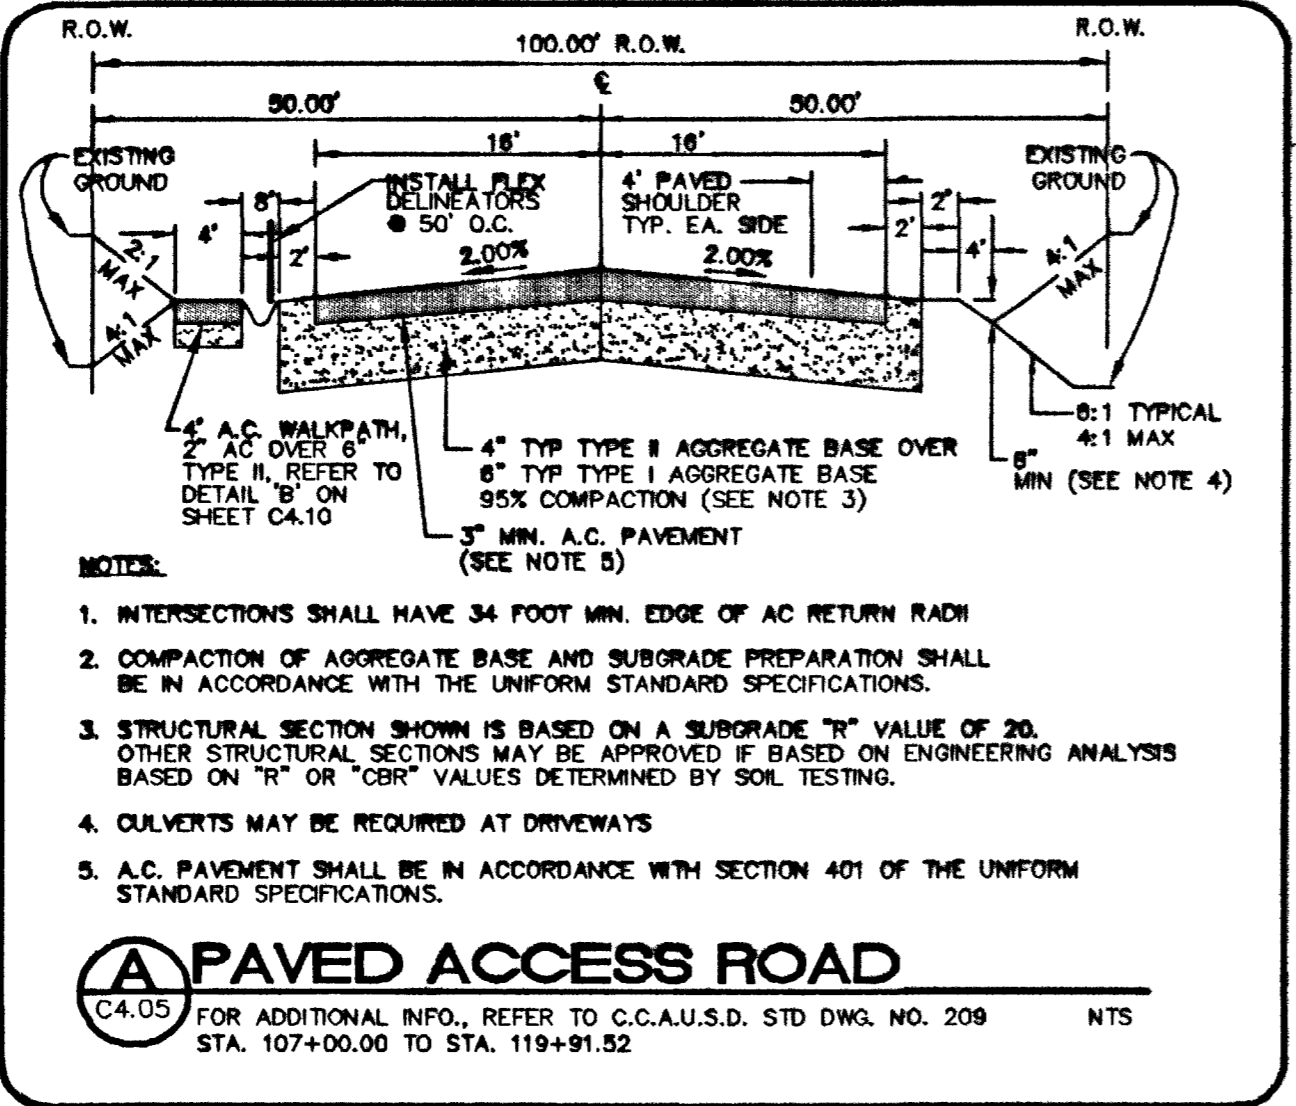 R.O.W.
R.O.W.
100.00' R.O.W.
℄
50.00'
50.00'
16'
16'
EXISTING
GROUND
INSTALL FLEX
DELINEATORS
@ 50' O.C.
4' PAVED
SHOULDER
TYP. EA. SIDE
EXISTING
GROUND
8'
4'
2'
2'
2'
4'
2:1
MAX
4:1
MAX
2.00%
2.00%
4:1
MAX
4' A.C. WALKPATH,
2" AC OVER 6"
TYPE II, REFER TO
DETAIL 'B' ON
SHEET C4.10
4" TYP TYPE II AGGREGATE BASE OVER
6" TYP TYPE I AGGREGATE BASE
95% COMPACTION (SEE NOTE 3)
3" MIN. A.C. PAVEMENT
(SEE NOTE 5)
6:1 TYPICAL
4:1 MAX
6"
MIN (SEE NOTE 4)
NOTES:
1. INTERSECTIONS SHALL HAVE 34 FOOT MIN. EDGE OF AC RETURN RADII
2. COMPACTION OF AGGREGATE BASE AND SUBGRADE PREPARATION SHALL
BE IN ACCORDANCE WITH THE UNIFORM STANDARD SPECIFICATIONS.
3. STRUCTURAL SECTION SHOWN IS BASED ON A SUBGRADE "R" VALUE OF 20.
OTHER STRUCTURAL SECTIONS MAY BE APPROVED IF BASED ON ENGINEERING ANALYSIS
BASED ON "R" OR "CBR" VALUES DETERMINED BY SOIL TESTING.
4. CULVERTS MAY BE REQUIRED AT DRIVEWAYS
5. A.C. PAVEMENT SHALL BE IN ACCORDANCE WITH SECTION 401 OF THE UNIFORM
STANDARD SPECIFICATIONS.
A
C4.05
PAVED ACCESS ROAD
FOR ADDITIONAL INFO., REFER TO C.C.A.U.S.D. STD DWG. NO. 209
NTS
STA. 107+00.00 TO STA. 119+91.52